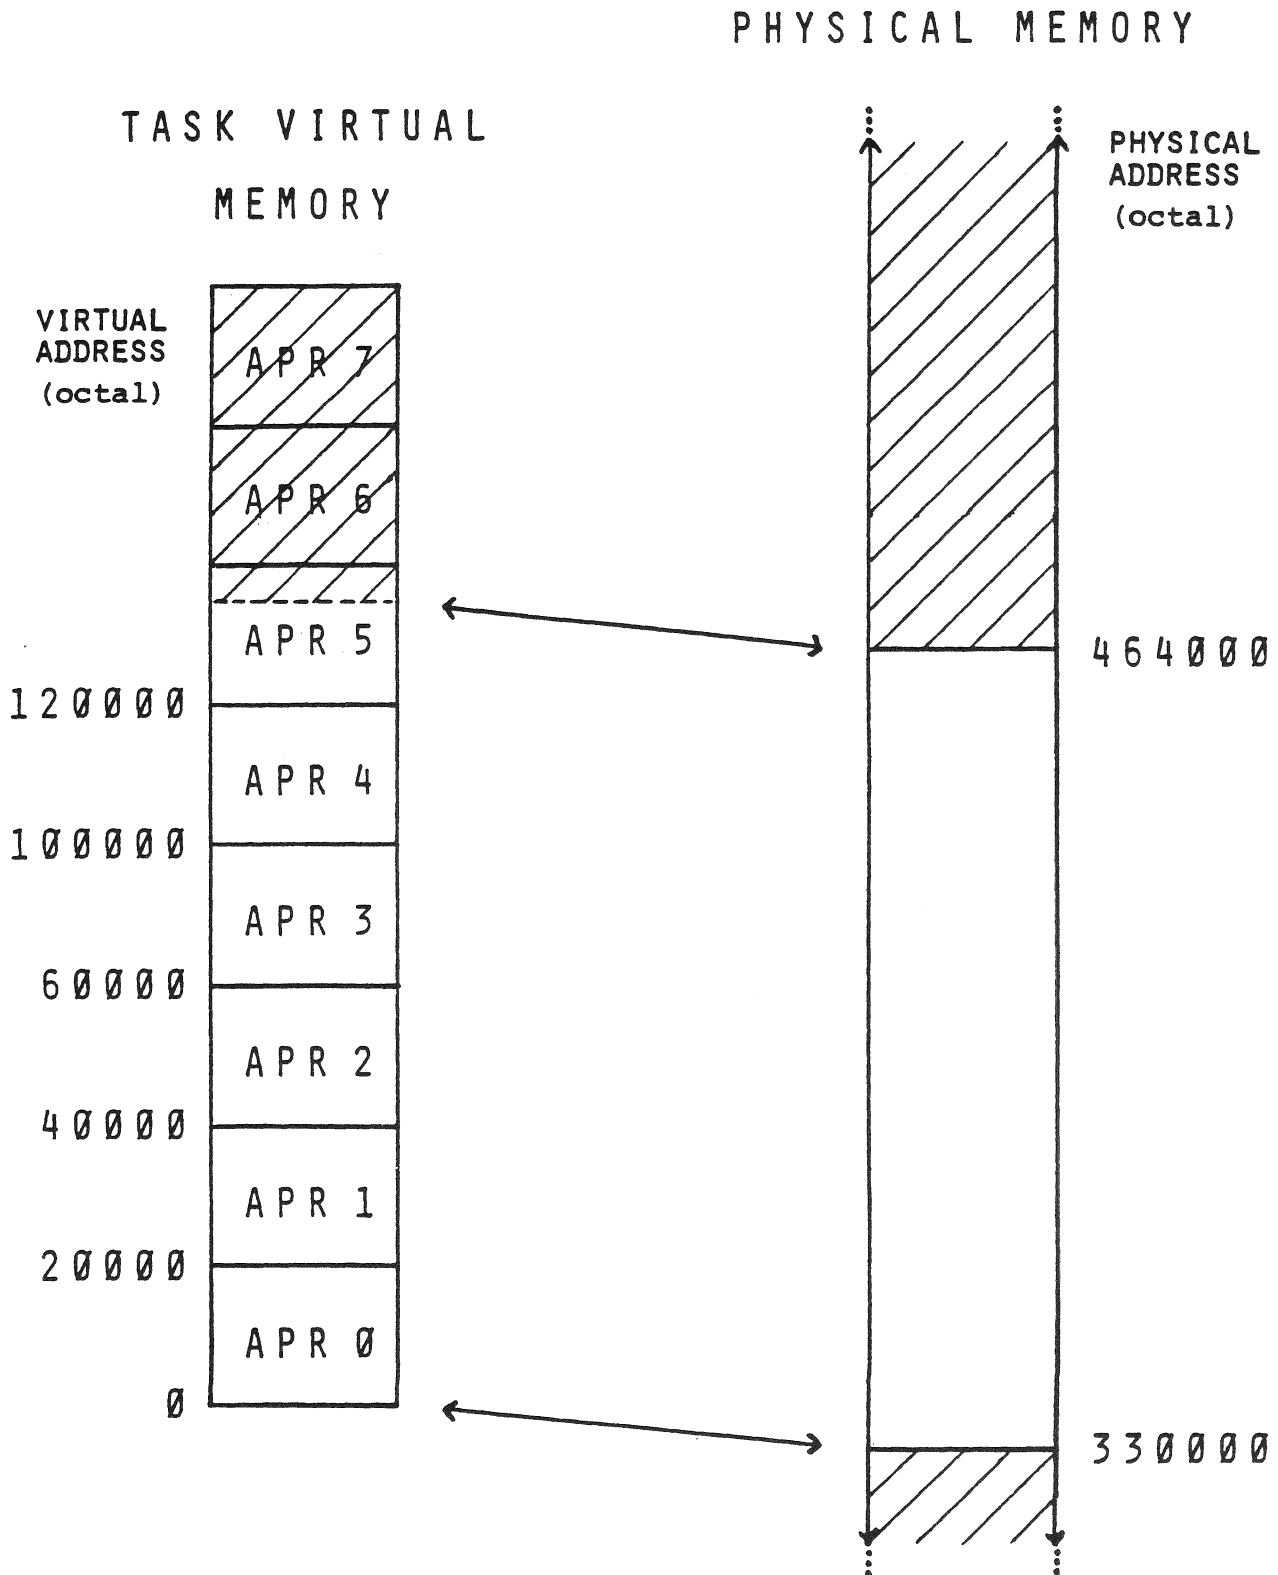 PHYSICAL MEMORY
TASK VIRTUAL
MEMORY
PHYSICAL
ADDRESS
(octal)
VIRTUAL
ADDRESS
(octal)
APR 7
APR 6
APR 5
464000
120000
APR 4
100000
APR 3
60000
APR 2
40000
APR 1
20000
APR 0
0
330000